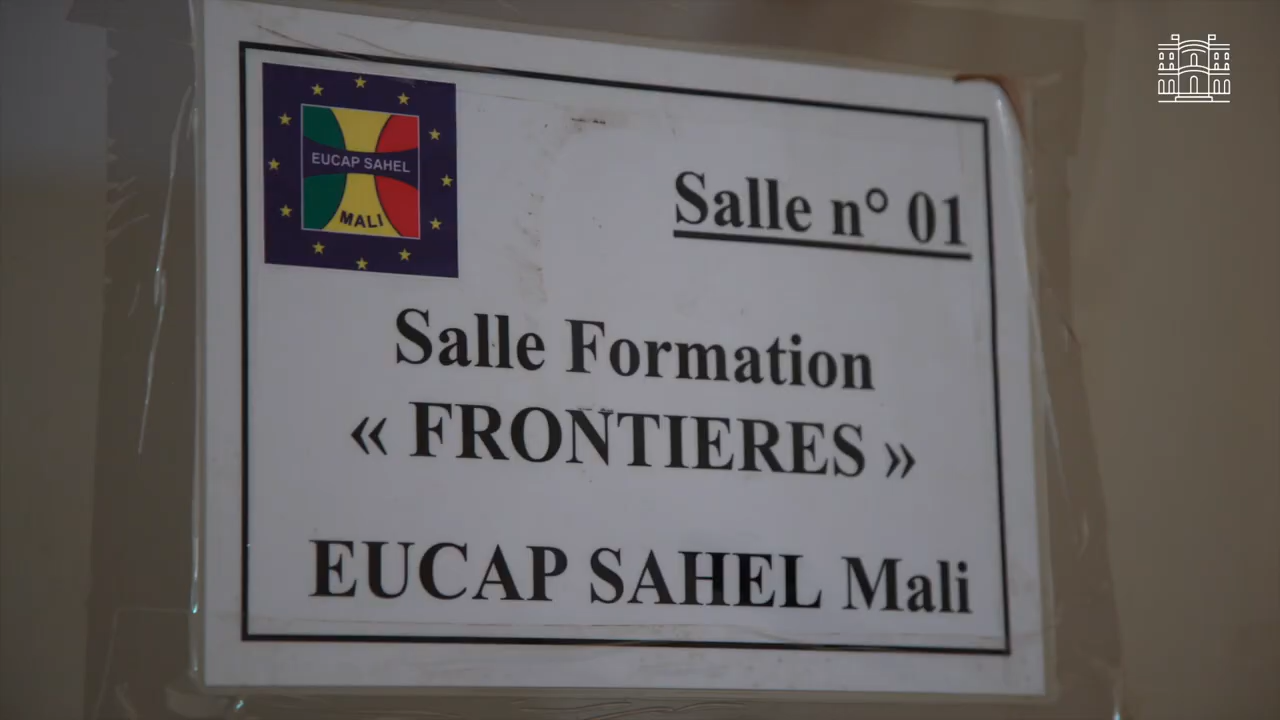 EUCAP SAHEL
MALI
Salle n° 01
Salle Formation
« FRONTIERES »
EUCAP SAHEL Mali